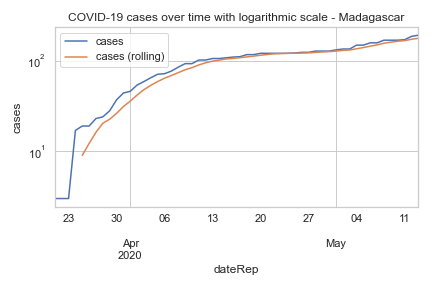 COVID-19 cases over time with logarithmic scale - Madagascar
cases
cases (rolling)
10²
10¹
cases
23 30 06 13 20 27 04 11
Apr May
2020
dateRep